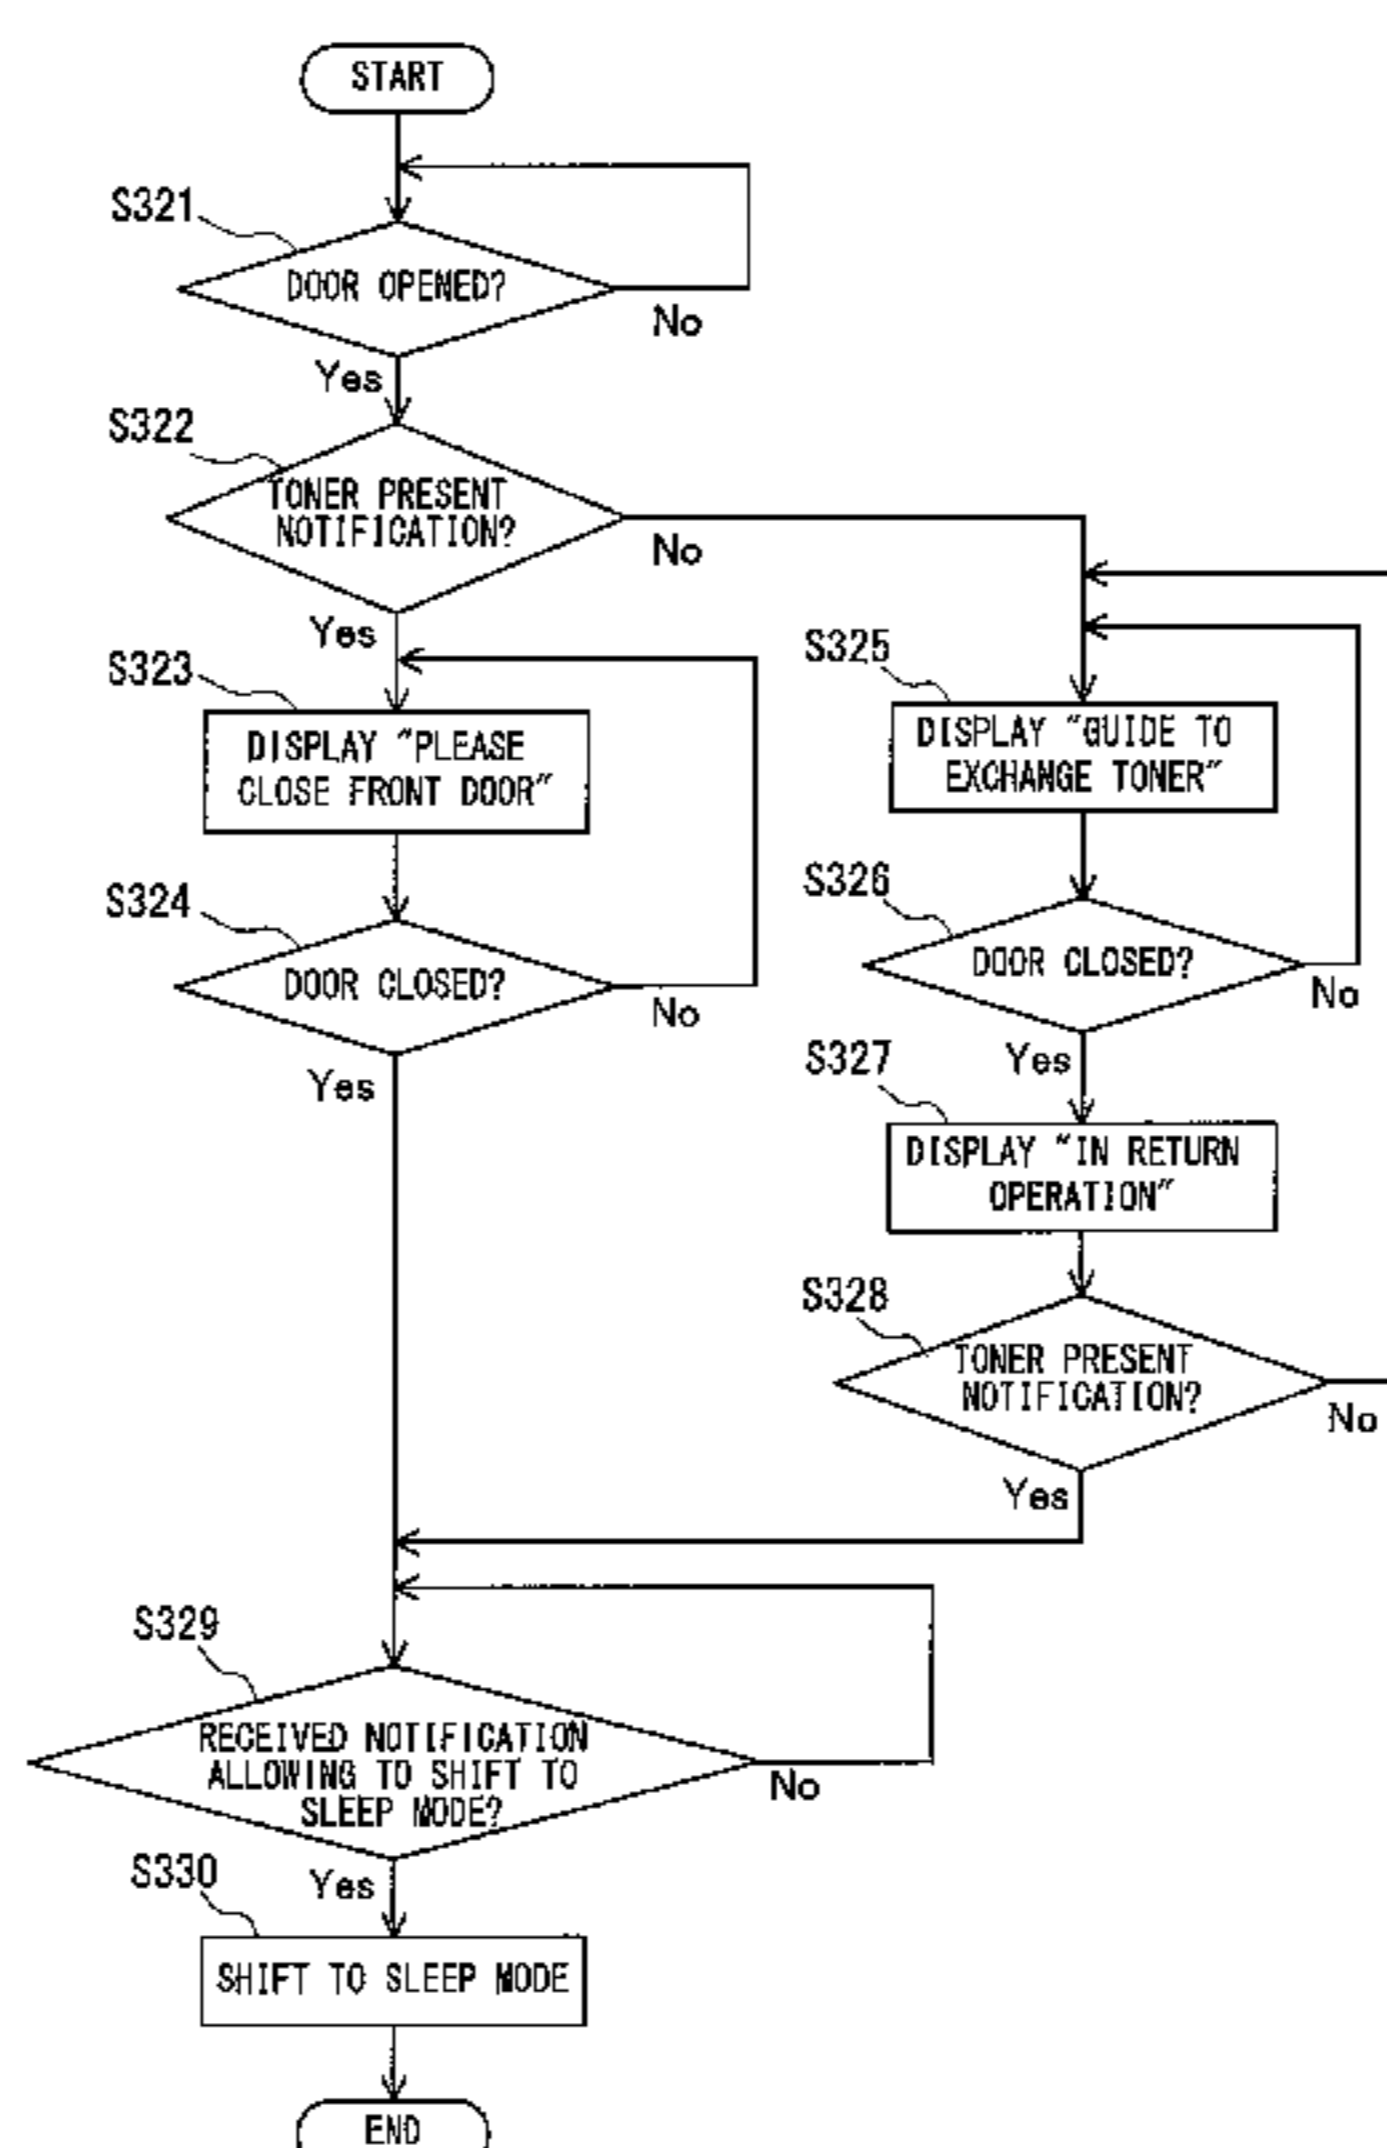 START
S321
DOOR OPENED?
No
Yes
S322
TONER PRESENT
NOTIFICATION?
No
Yes
S323
DISPLAY "PLEASE
CLOSE FRONT DOOR"
S324
DOOR CLOSED?
No
Yes
S325
DISPLAY "GUIDE TO
EXCHANGE TONER"
S326
DOOR CLOSED?
No
Yes
S327
DISPLAY "IN RETURN
OPERATION"
S328
TONER PRESENT
NOTIFICATION?
No
Yes
S329
RECEIVED NOTIFICATION
ALLOWING TO SHIFT TO
SLEEP MODE?
No
Yes
S330
SHIFT TO SLEEP MODE
END